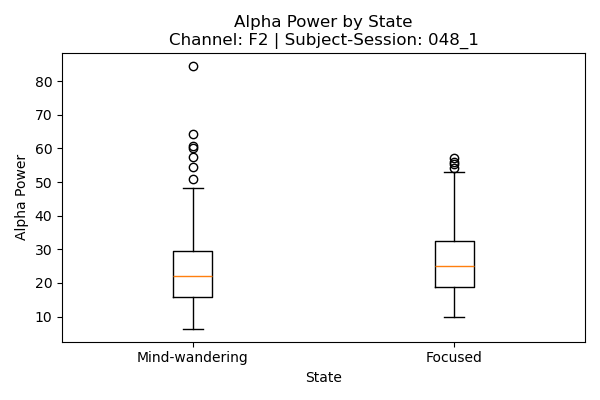 Alpha Power by State
Channel: F2 | Subject-Session: 048_1
Alpha Power
80
70
60
50
40
30
20
10
Mind-wandering
Focused
State